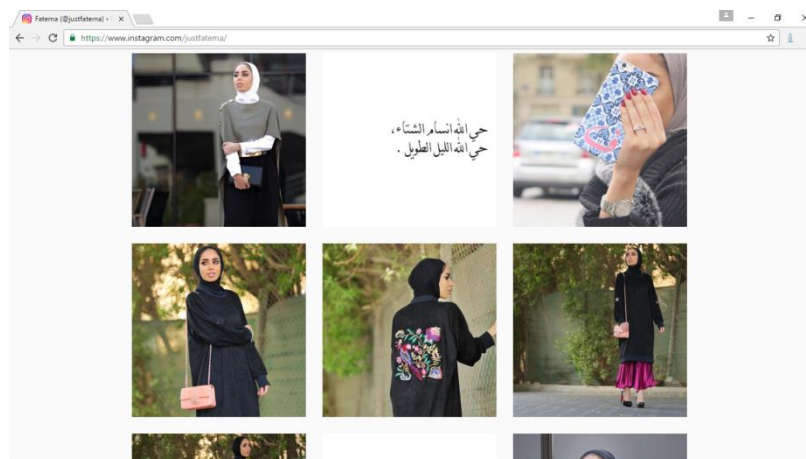 Fatema (@justfatema) •
https://www.instagram.com/justfatema/
حي الله انسام الشتاء،
حي الله الليل الطويل .